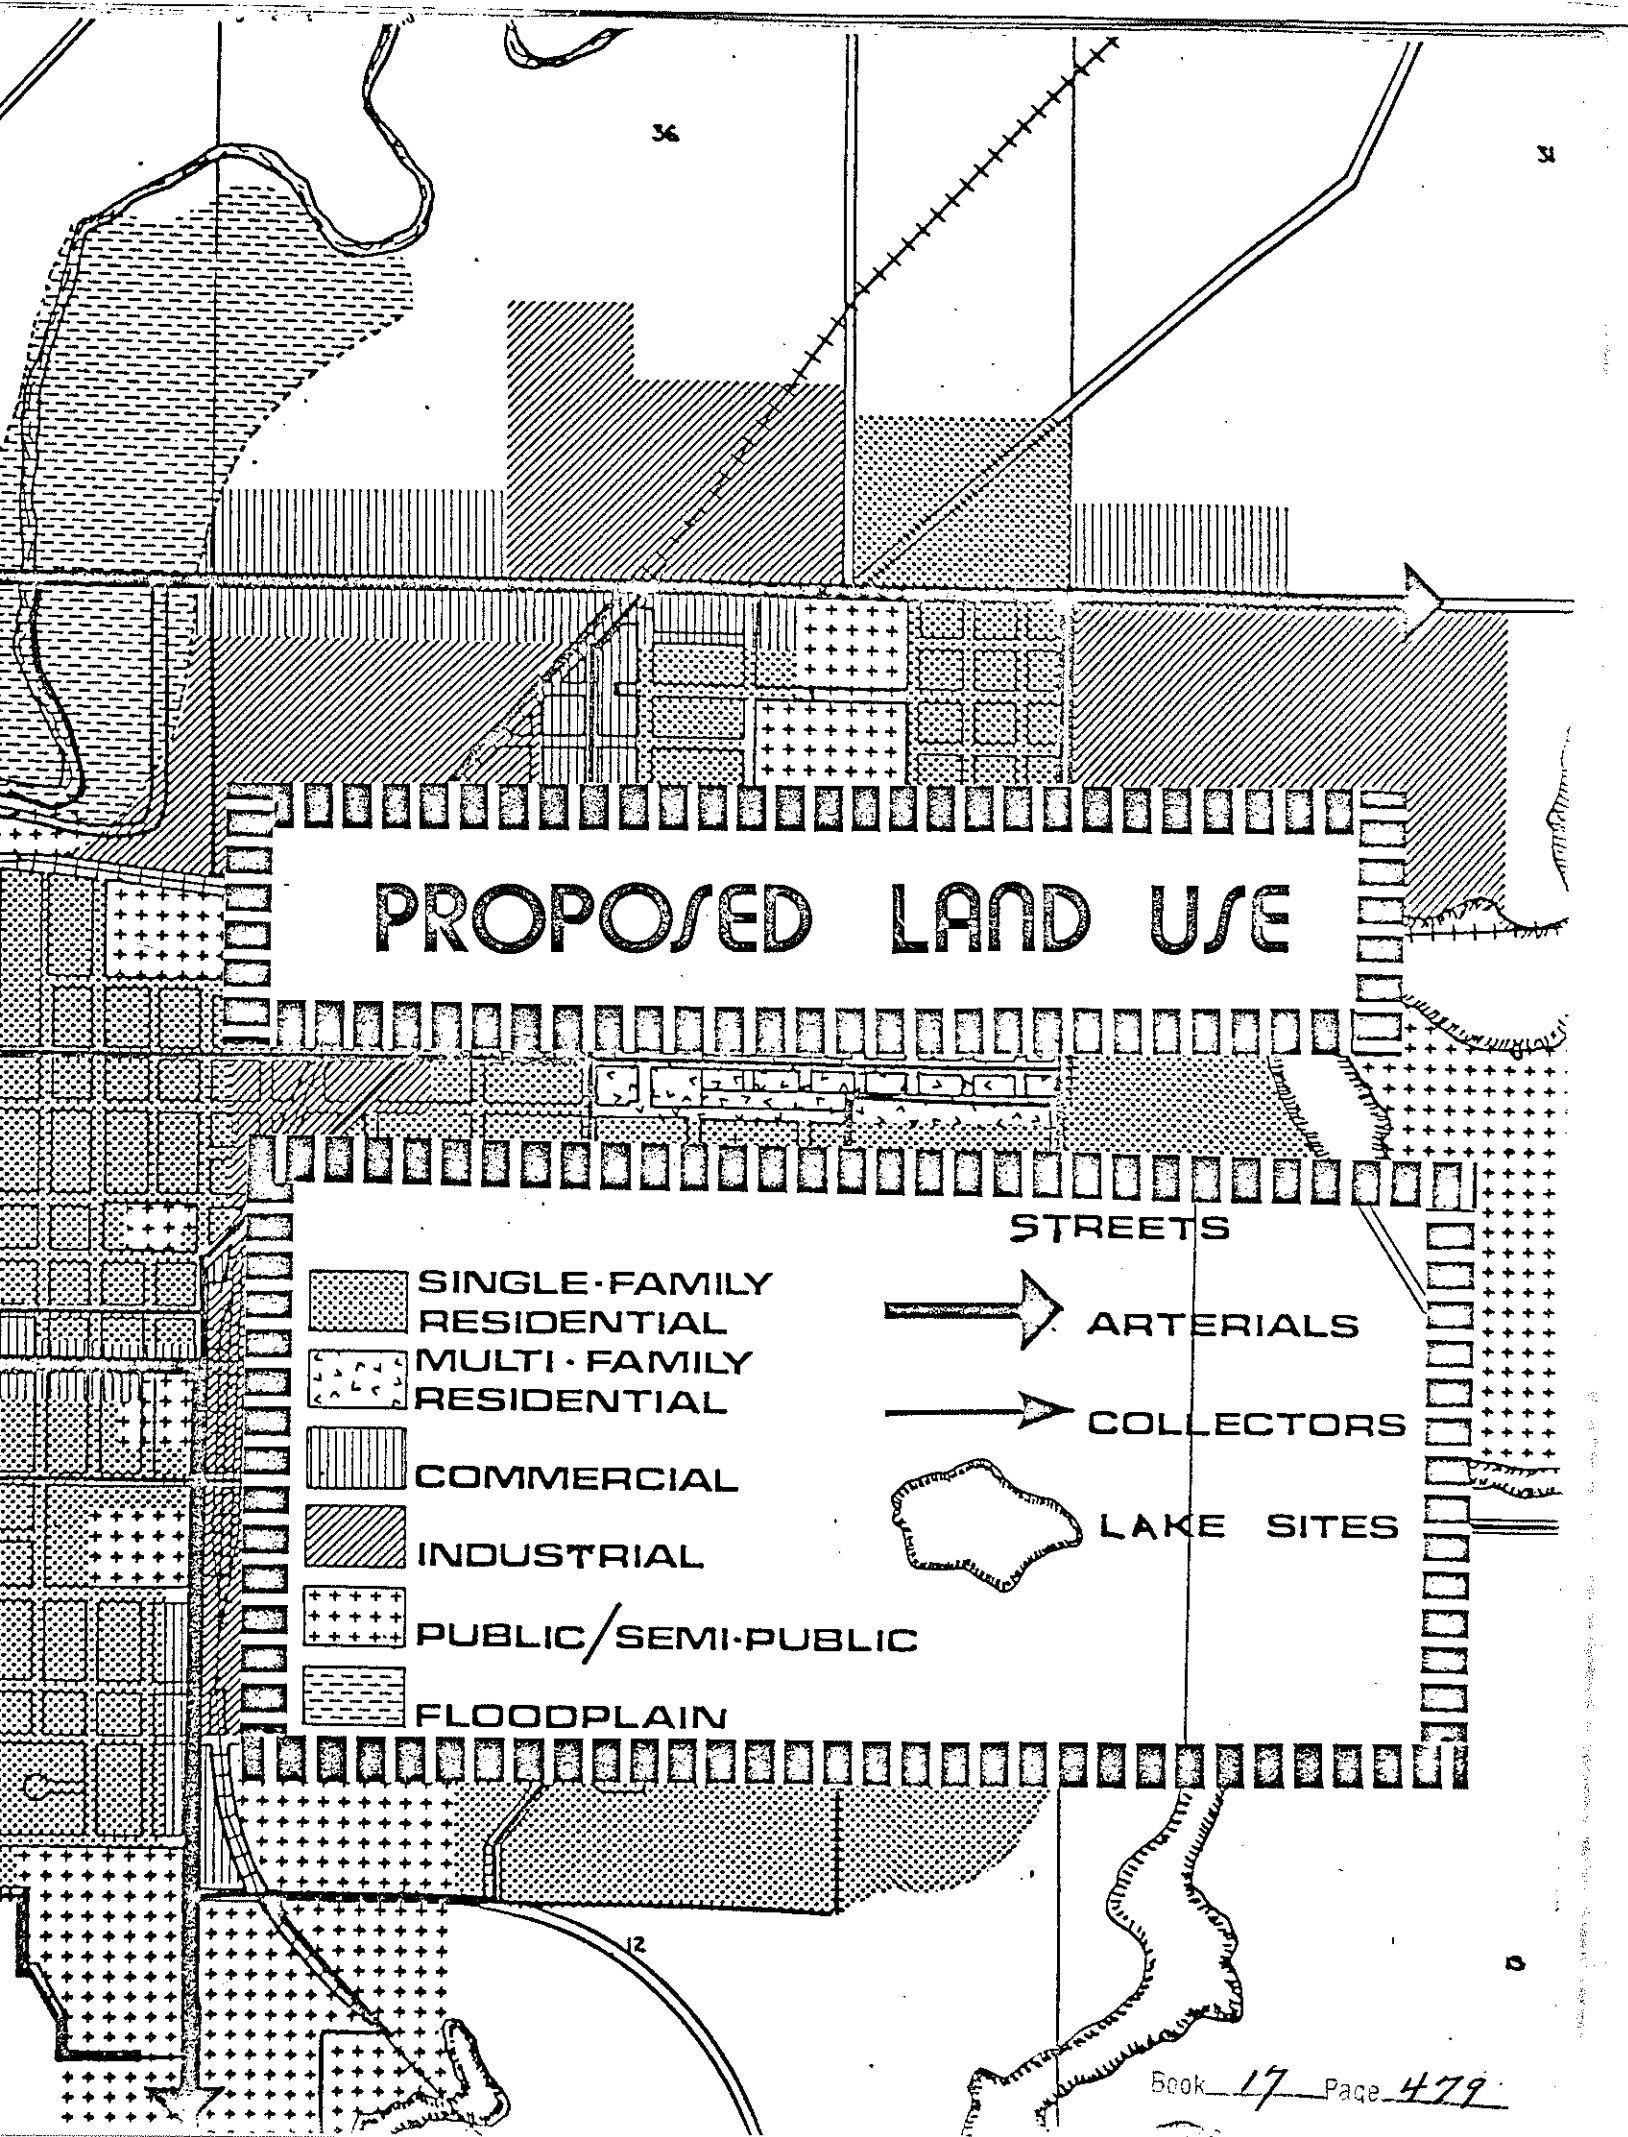 36
31
PROPOSED LAND USE
STREETS
SINGLE·FAMILY
RESIDENTIAL
MULTI·FAMILY
RESIDENTIAL
COMMERCIAL
INDUSTRIAL
PUBLIC/SEMI·PUBLIC
FLOODPLAIN
ARTERIALS
COLLECTORS
LAKE SITES
12
Book 17 Page 479